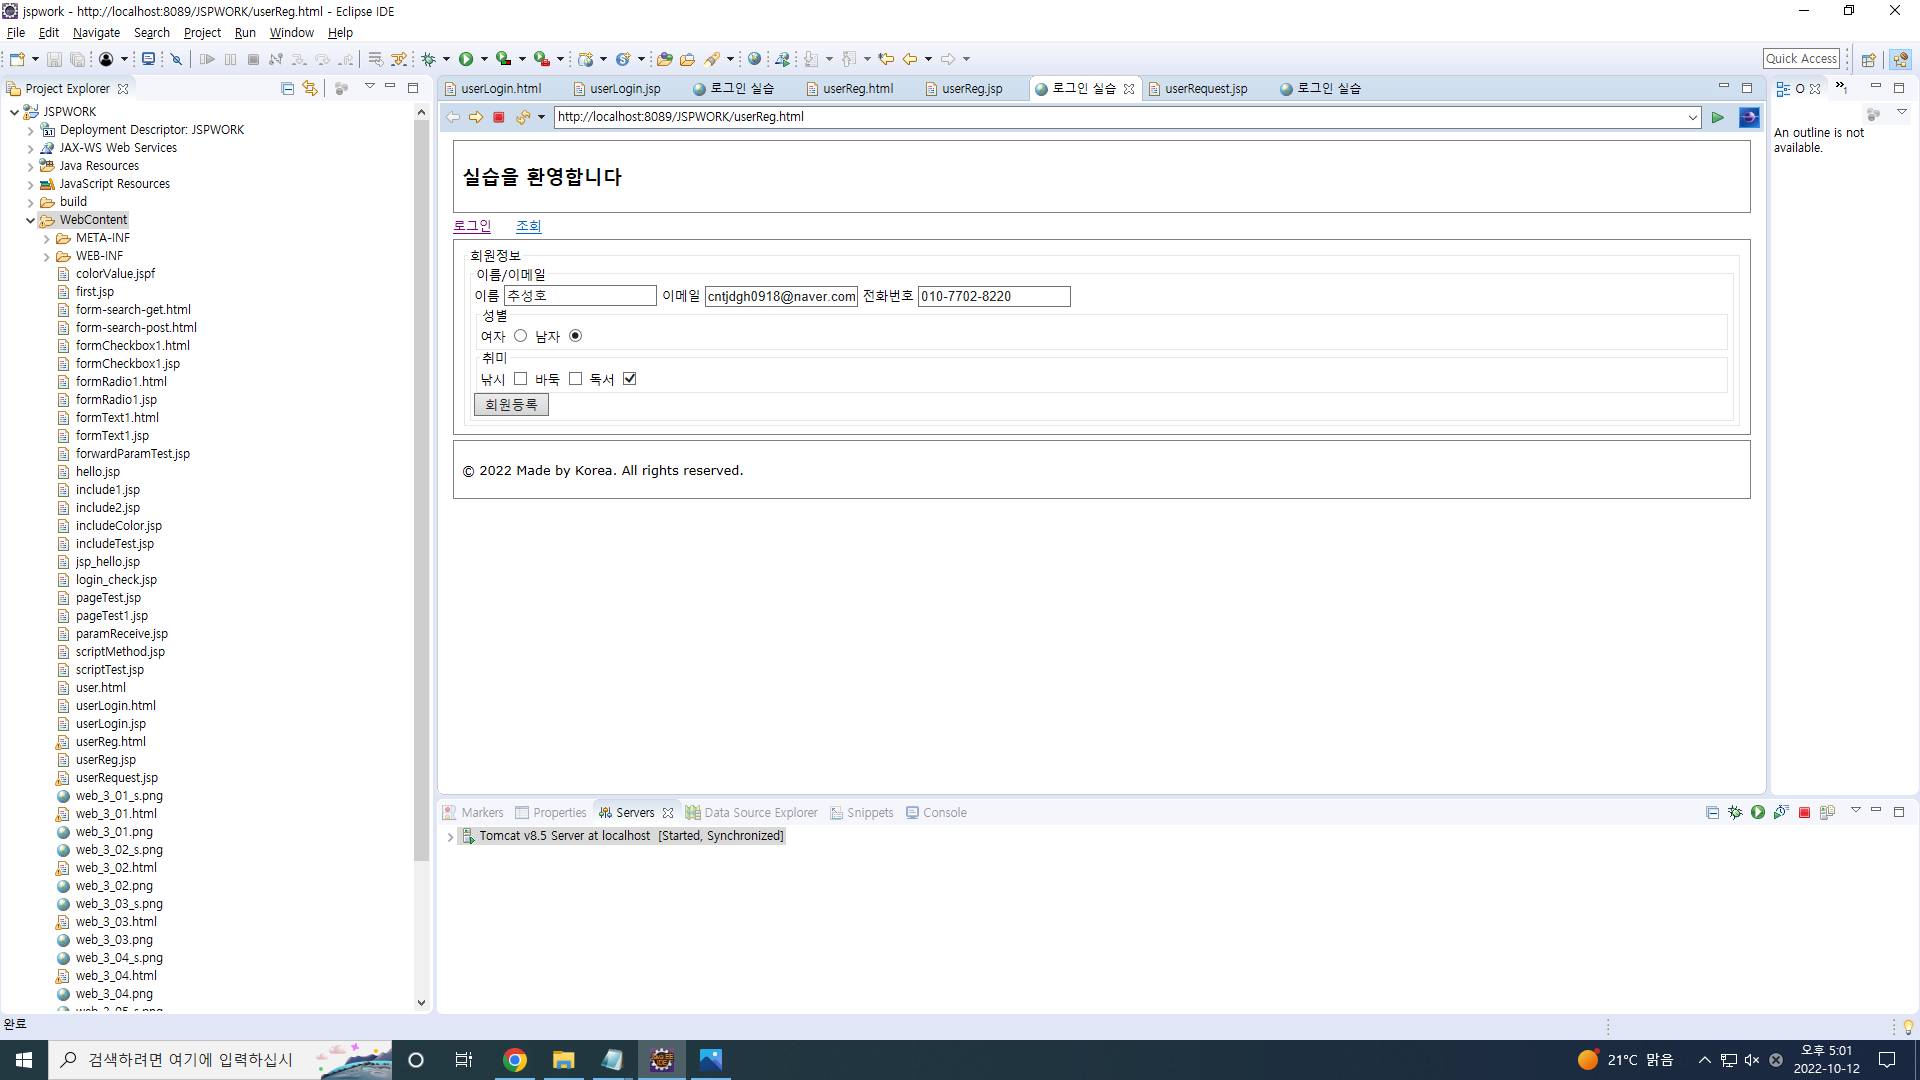 jspwork - http://localhost:8089/JSPWORK/userReg.html - Eclipse IDE
File Edit Navigate Search Project Run Window Help
Quick Access
Project Explorer
JSPWORK
Deployment Descriptor: JSPWORK
JAX-WS Web Services
Java Resources
JavaScript Resources
build
WebContent
META-INF
WEB-INF
colorValue.jspf
first.jsp
form-search-get.html
form-search-post.html
formCheckbox1.html
formCheckbox1.jsp
formRadio1.html
formRadio1.jsp
formText1.html
formText1.jsp
forwardParamTest.jsp
hello.jsp
include1.jsp
include2.jsp
includeColor.jsp
includeTest.jsp
jsp_hello.jsp
login_check.jsp
pageTest.jsp
pageTest1.jsp
paramReceive.jsp
scriptMethod.jsp
scriptTest.jsp
user.html
userLogin.html
userLogin.jsp
userReg.html
userReg.jsp
userRequest.jsp
web_3_01_s.png
web_3_01.html
web_3_01.png
web_3_02_s.png
web_3_02.html
web_3_02.png
web_3_03_s.png
web_3_03.html
web_3_03.png
web_3_04_s.png
web_3_04.html
web_3_04.png
web_3_05_s.png
userLogin.html userLogin.jsp 로그인 실습 userReg.html userReg.jsp 로그인 실습 userRequest.jsp 로그인 실습
http://localhost:8089/JSPWORK/userReg.html
실습을 환영합니다
로그인 조회
회원정보
이름/이메일
이름 추성호 이메일 cntjdgh0918@naver.com 전화번호 010-7702-8220
성별
여자 남자
취미
낚시 바둑 독서
회원등록
© 2022 Made by Korea. All rights reserved.
O
1
An outline is not
available.
Markers Properties Servers Data Source Explorer Snippets Console
Tomcat v8.5 Server at localhost [Started, Synchronized]
완료
검색하려면 여기에 입력하십시
21°C 맑음
오후 5:01
2022-10-12